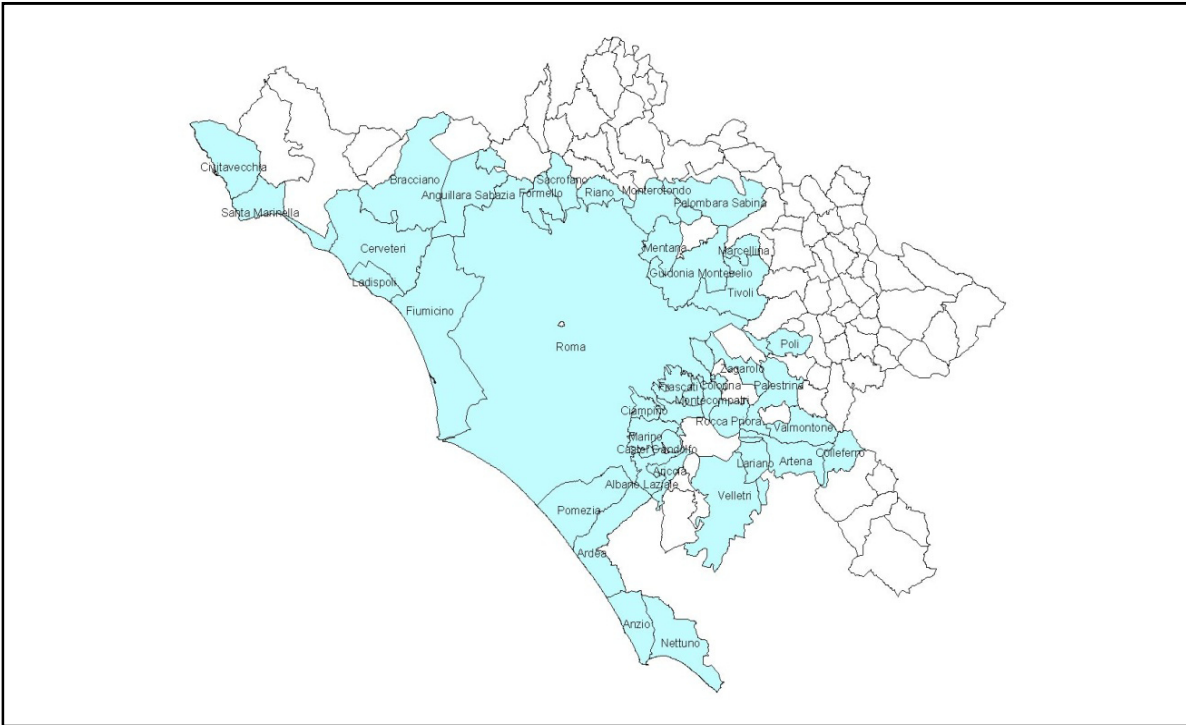 Civitavecchia
Bracciano
Sacrofano
Anguillara Sabazia
Formello
Riano
Monterotondo
Palombara Sabina
Santa Marinella
Cerveteri
Mentana
Marcellina
Guidonia Montecelio
Ladispoli
Tivoli
Fiumicino
Roma
Poli
Zagarolo
Frascati
Colonna
Palestrina
Montecompatri
Ciampino
Rocca Priora
Valmontone
Marino
Castel Gandolfo
Colleferro
Lariano
Artena
Ariccia
Albano Laziale
Velletri
Pomezia
Ardea
Anzio
Nettuno